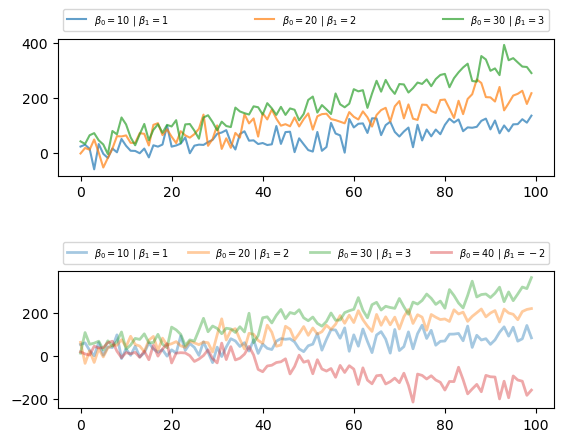 β₀ = 10 | β₁ = 1 β₀ = 20 | β₁ = 2 β₀ = 30 | β₁ = 3
400
200
0
0 20 40 60 80 100
β₀ = 10 | β₁ = 1 β₀ = 20 | β₁ = 2 β₀ = 30 | β₁ = 3 β₀ = 40 | β₁ = −2
200
0
−200
0 20 40 60 80 100